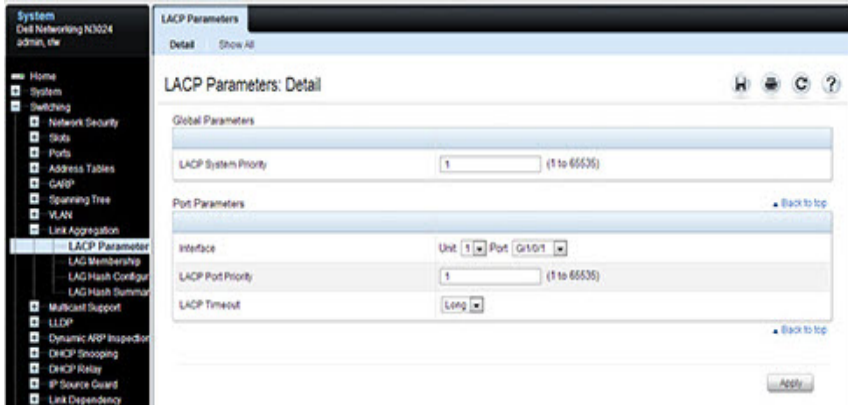 System
Dell Networking N3024
admin, r/w
Home
System
Switching
Network Security
Slots
Ports
Address Tables
GARP
Spanning Tree
VLAN
Link Aggregation
LACP Parameter
LAG Membership
LAG Hash Configur
LAG Hash Summar
Multicast Support
LLDP
Dynamic ARP Inspection
DHCP Snooping
DHCP Relay
IP Source Guard
Link Dependency
LACP Parameters
Detail Show All
LACP Parameters: Detail
Global Parameters
LACP System Priority 1 (1 to 65535)
Port Parameters Back to top
Interface Unit 1 Port Gi1/0/1
LACP Port Priority 1 (1 to 65535)
LACP Timeout Long
Back to top
Apply